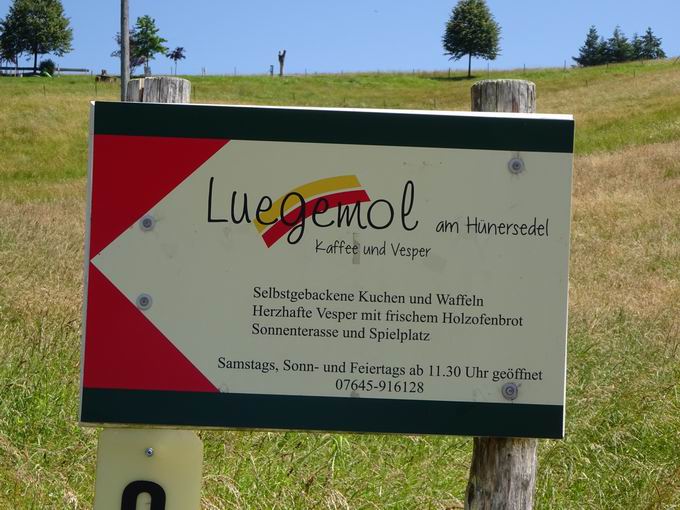 Luegemol am Hünersedel
Kaffee und Vesper
Selbstgebackene Kuchen und Waffeln
Herzhafte Vesper mit frischem Holzofenbrot
Sonnenterasse und Spielplatz
Samstags, Sonn- und Feiertags ab 11.30 Uhr geöffnet
07645-916128